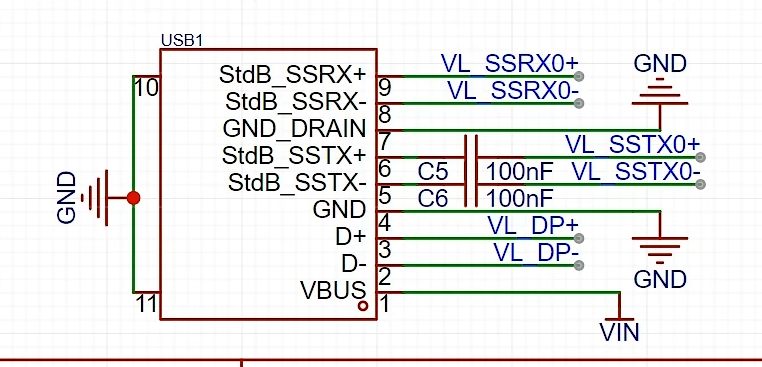 USB1
StdB_SSRX+
9
VL_SSRX0+
10
StdB_SSRX-
8
VL_SSRX0-
GND
GND_DRAIN
7
StdB_SSTX+
6
C5
100nF
VL_SSTX0+
StdB_SSTX-
5
C6
100nF
VL_SSTX0-
GND
GND
4
D+
3
VL_DP+
D-
2
VL_DP-
GND
11
VBUS
1
VIN